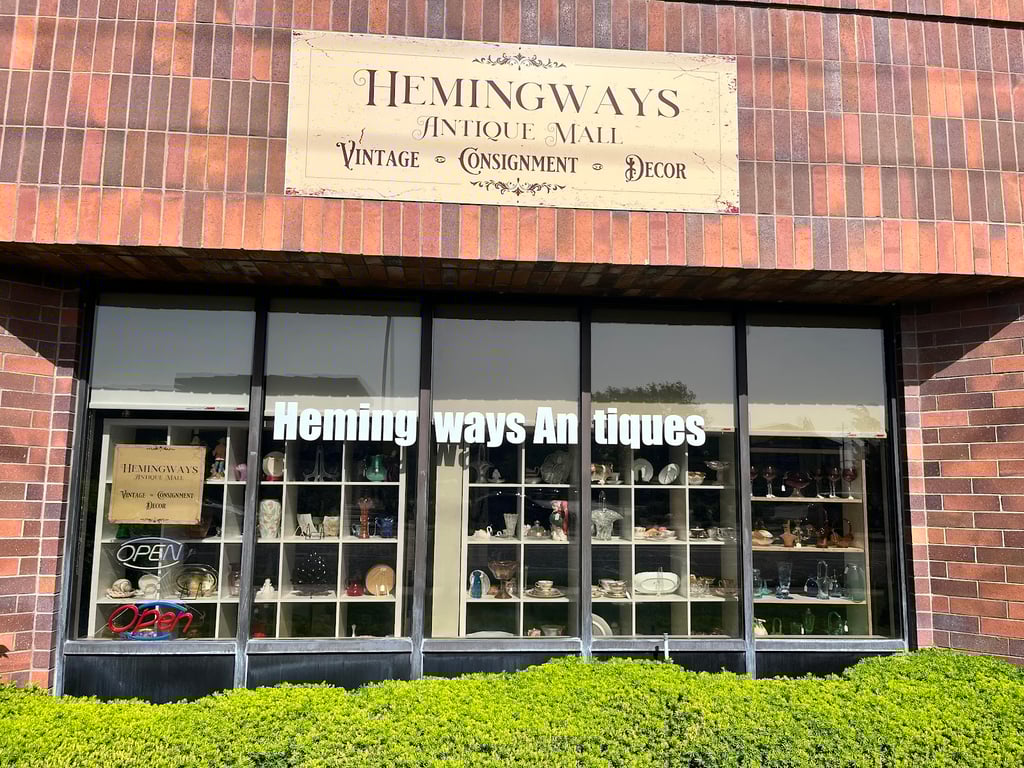 HEMINGWAYS
ANTIQUE MALL
VINTAGE CONSIGNMENT DECOR
Hemingways Antiques
HEMINGWAYS
ANTIQUE MALL
VINTAGE CONSIGNMENT
DECOR
OPEN
Open